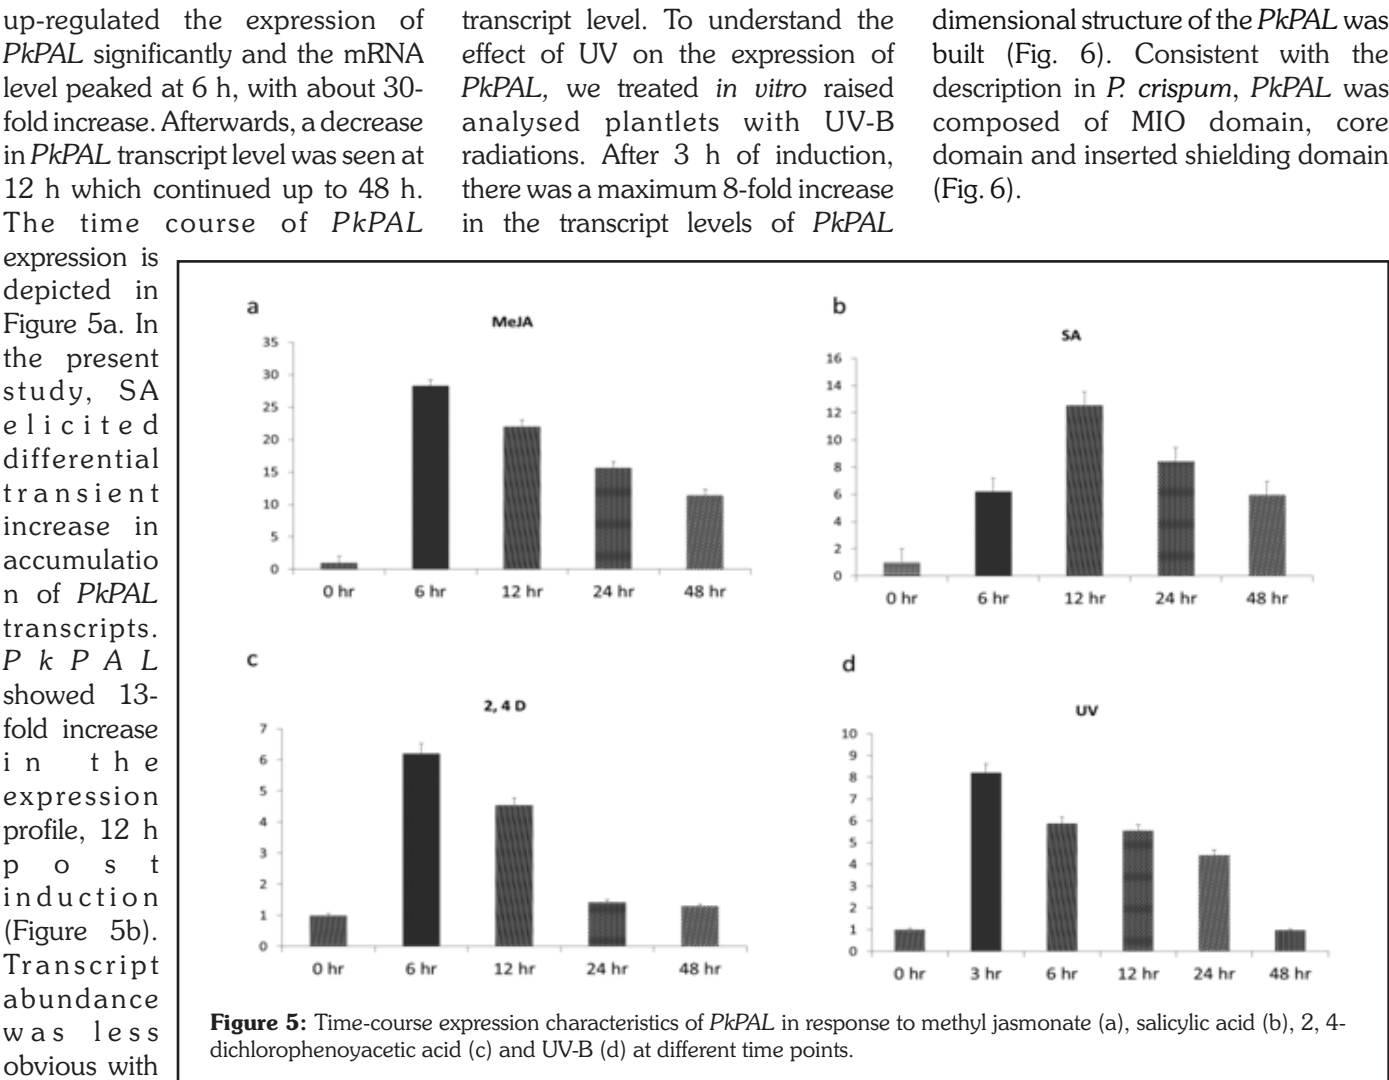 up-regulated the expression of
PkPAL significantly and the mRNA
level peaked at 6 h, with about 30-
fold increase. Afterwards, a decrease
in PkPAL transcript level was seen at
12 h which continued up to 48 h.
The time course of PkPAL
expression is
depicted in
Figure 5a. In
the present
study, SA
elicited
differential
transient
increase in
accumulatio
n of PkPAL
transcripts.
PkPAL
showed 13-
fold increase
in the
expression
profile, 12 h
post
induction
(Figure 5b).
Transcript
abundance
was less
obvious with
transcript level. To understand the
effect of UV on the expression of
PkPAL, we treated in vitro raised
analysed plantlets with UV-B
radiations. After 3 h of induction,
there was a maximum 8-fold increase
in the transcript levels of PkPAL
dimensional structure of the PkPAL was
built (Fig. 6). Consistent with the
description in P. crispum, PkPAL was
composed of MIO domain, core
domain and inserted shielding domain
(Fig. 6).
a
MeJA
35
30
25
20
15
10
5
0
0 hr 6 hr 12 hr 24 hr 48 hr
b
SA
16
14
12
10
8
6
4
2
0
0 hr 6 hr 12 hr 24 hr 48 hr
c
2, 4 D
7
6
5
4
3
2
1
0
0 hr 6 hr 12 hr 24 hr 48 hr
d
UV
10
9
8
7
6
5
4
3
2
1
0
0 hr 3 hr 6 hr 12 hr 24 hr 48 hr
Figure 5: Time-course expression characteristics of PkPAL in response to methyl jasmonate (a), salicylic acid (b), 2, 4-
dichlorophenoyacetic acid (c) and UV-B (d) at different time points.